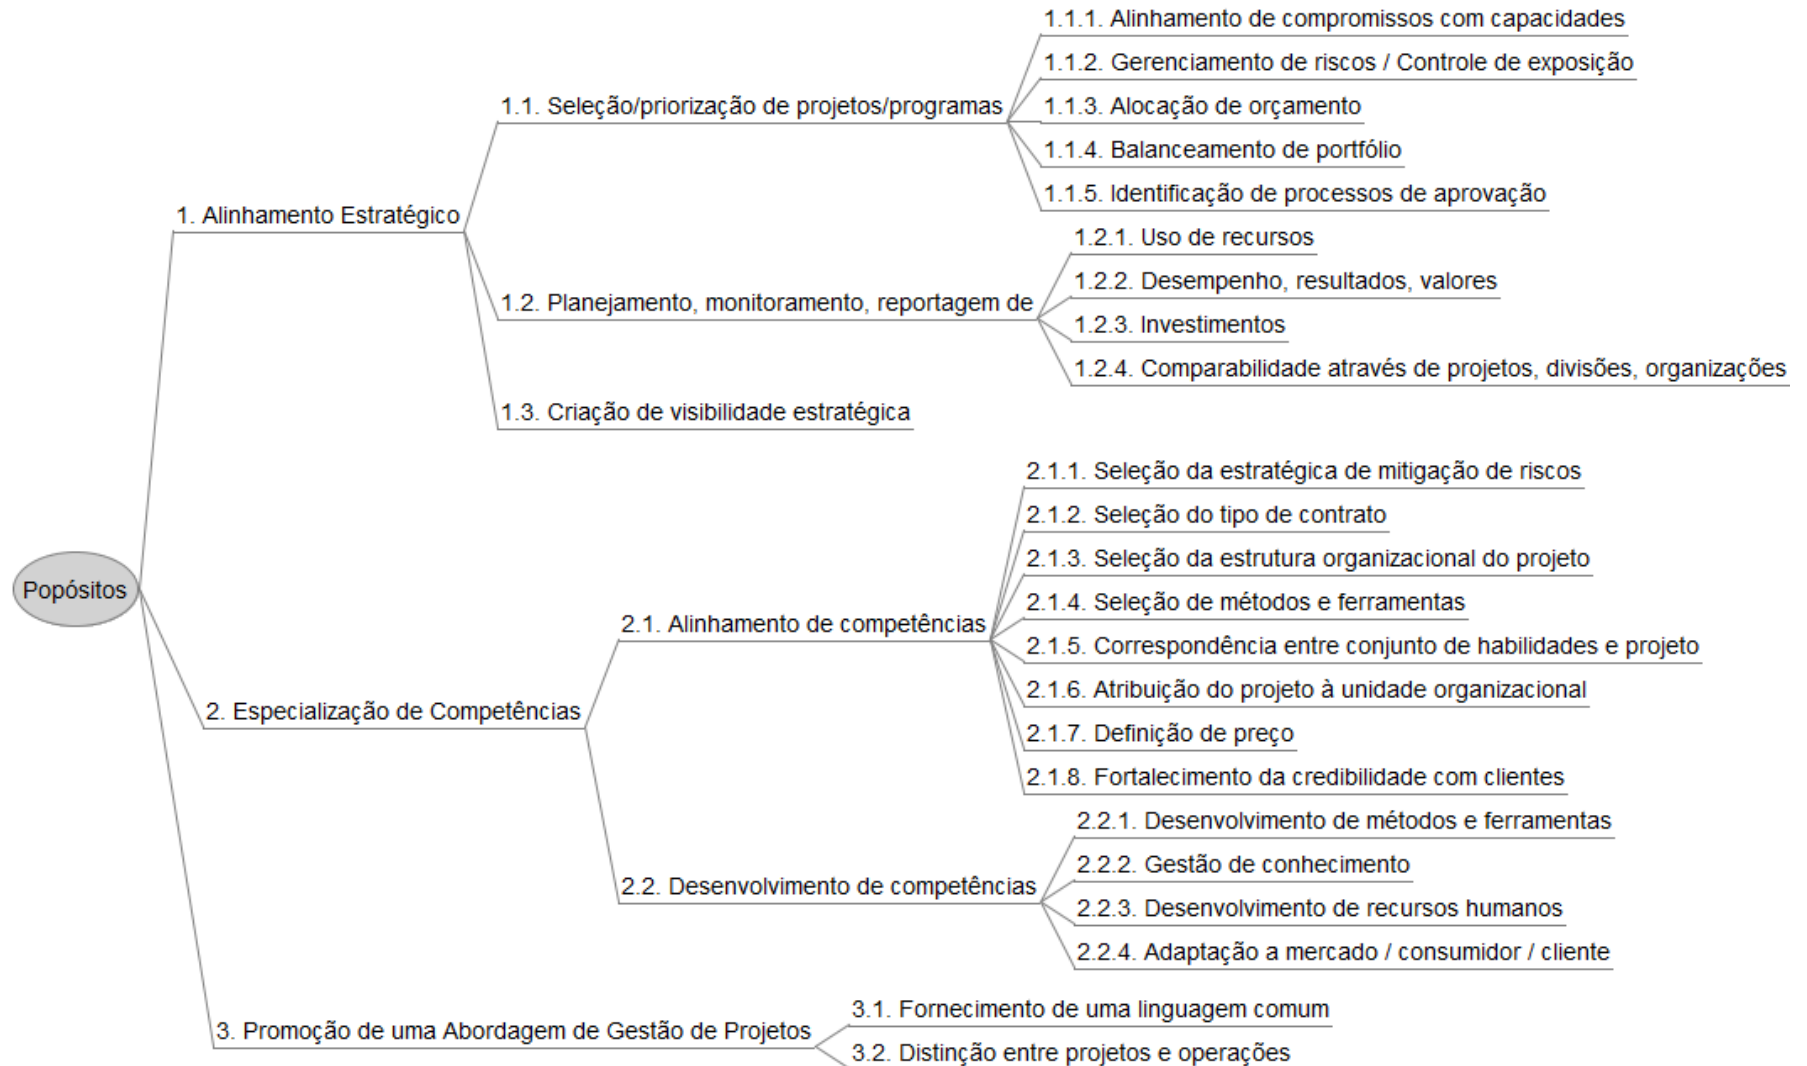 Popósitos
1. Alinhamento Estratégico
1.1. Seleção/priorização de projetos/programas
1.1.1. Alinhamento de compromissos com capacidades
1.1.2. Gerenciamento de riscos / Controle de exposição
1.1.3. Alocação de orçamento
1.1.4. Balanceamento de portfólio
1.1.5. Identificação de processos de aprovação
1.2. Planejamento, monitoramento, reportagem de
1.2.1. Uso de recursos
1.2.2. Desempenho, resultados, valores
1.2.3. Investimentos
1.2.4. Comparabilidade através de projetos, divisões, organizações
1.3. Criação de visibilidade estratégica
2. Especialização de Competências
2.1. Alinhamento de competências
2.1.1. Seleção da estratégica de mitigação de riscos
2.1.2. Seleção do tipo de contrato
2.1.3. Seleção da estrutura organizacional do projeto
2.1.4. Seleção de métodos e ferramentas
2.1.5. Correspondência entre conjunto de habilidades e projeto
2.1.6. Atribuição do projeto à unidade organizacional
2.1.7. Definição de preço
2.1.8. Fortalecimento da credibilidade com clientes
2.2. Desenvolvimento de competências
2.2.1. Desenvolvimento de métodos e ferramentas
2.2.2. Gestão de conhecimento
2.2.3. Desenvolvimento de recursos humanos
2.2.4. Adaptação a mercado / consumidor / cliente
3. Promoção de uma Abordagem de Gestão de Projetos
3.1. Fornecimento de uma linguagem comum
3.2. Distinção entre projetos e operações